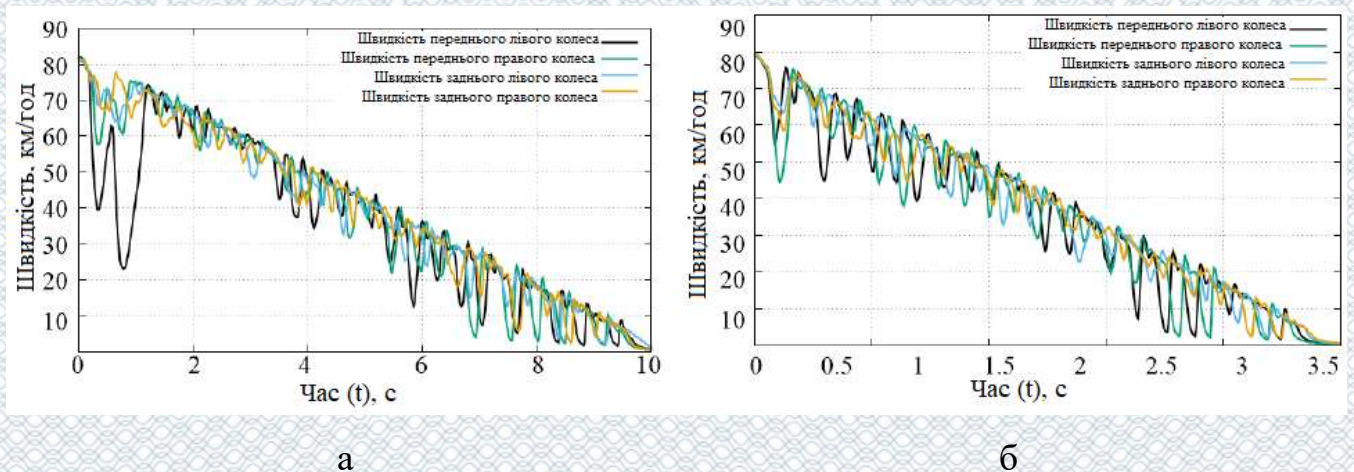 90
80
70
60
50
40
30
20
10
0
2
4
6
8
10
Швидкість, км/год
Час (t), с
Швидкість переднього лівого колеса
Швидкість переднього правого колеса
Швидкість заднього лівого колеса
Швидкість заднього правого колеса
а
90
80
70
60
50
40
30
20
10
0
0.5
1
1.5
2
2.5
3
3.5
Швидкість, км/год
Час (t), с
Швидкість переднього лівого колеса
Швидкість переднього правого колеса
Швидкість заднього лівого колеса
Швидкість заднього правого колеса
б